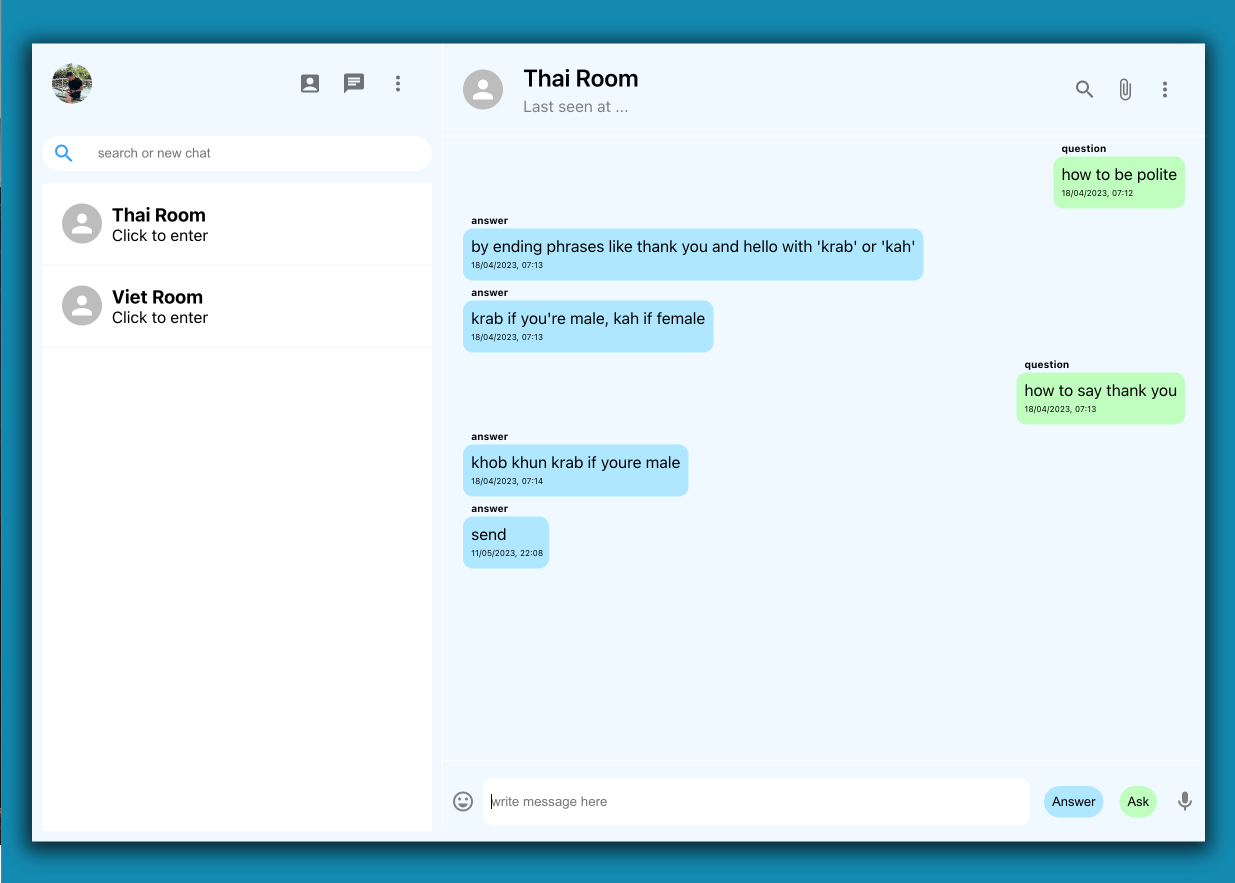 Thai Room
Last seen at ...
search or new chat
Thai Room
Click to enter
Viet Room
Click to enter
question
how to be polite
18/04/2023, 07:12
answer
by ending phrases like thank you and hello with 'krab' or 'kah'
18/04/2023, 07:13
answer
krab if you're male, kah if female
18/04/2023, 07:13
question
how to say thank you
18/04/2023, 07:13
answer
khob khun krab if youre male
18/04/2023, 07:14
answer
send
11/05/2023, 22:08
write message here
Answer
Ask